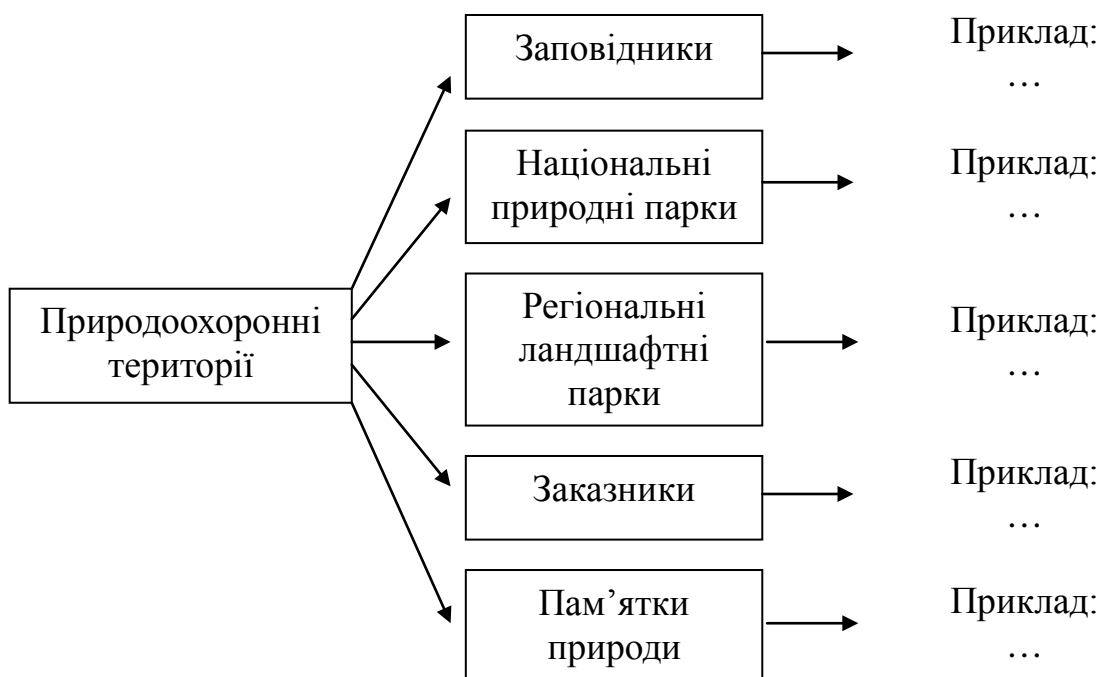 Природоохоронні
території
Заповідники
Приклад:
…
Національні
природні парки
Приклад:
…
Регіональні
ландшафтні
парки
Приклад:
…
Заказники
Приклад:
…
Пам’ятки
природи
Приклад:
…